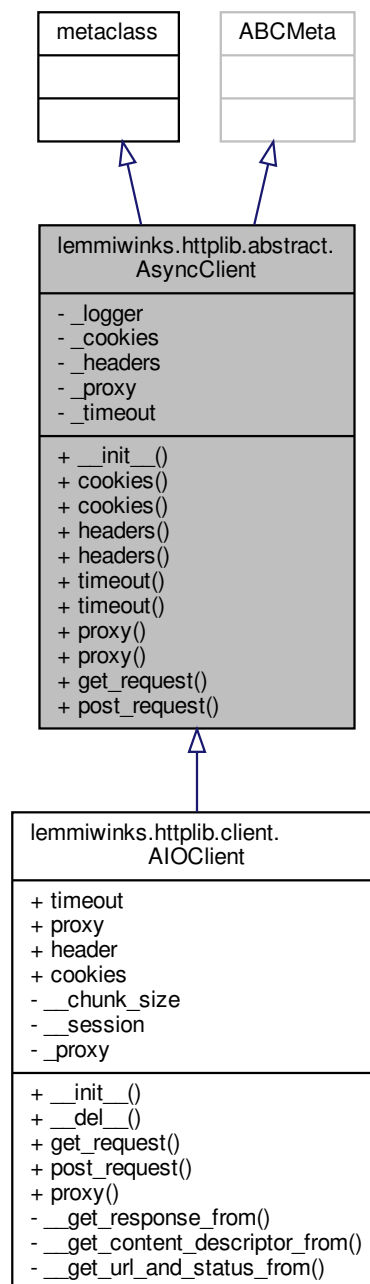 metaclass
ABCMeta
lemmiwinks.httplib.abstract.
AsyncClient
- _logger
- _cookies
- _headers
- _proxy
- _timeout
+ __init__()
+ cookies()
+ cookies()
+ headers()
+ headers()
+ timeout()
+ timeout()
+ proxy()
+ proxy()
+ get_request()
+ post_request()
lemmiwinks.httplib.client.
AIOClient
+ timeout
+ proxy
+ header
+ cookies
- __chunk_size
- __session
- _proxy
+ __init__()
+ __del__()
+ get_request()
+ post_request()
+ proxy()
- __get_response_from()
- __get_content_descriptor_from()
- __get_url_and_status_from()